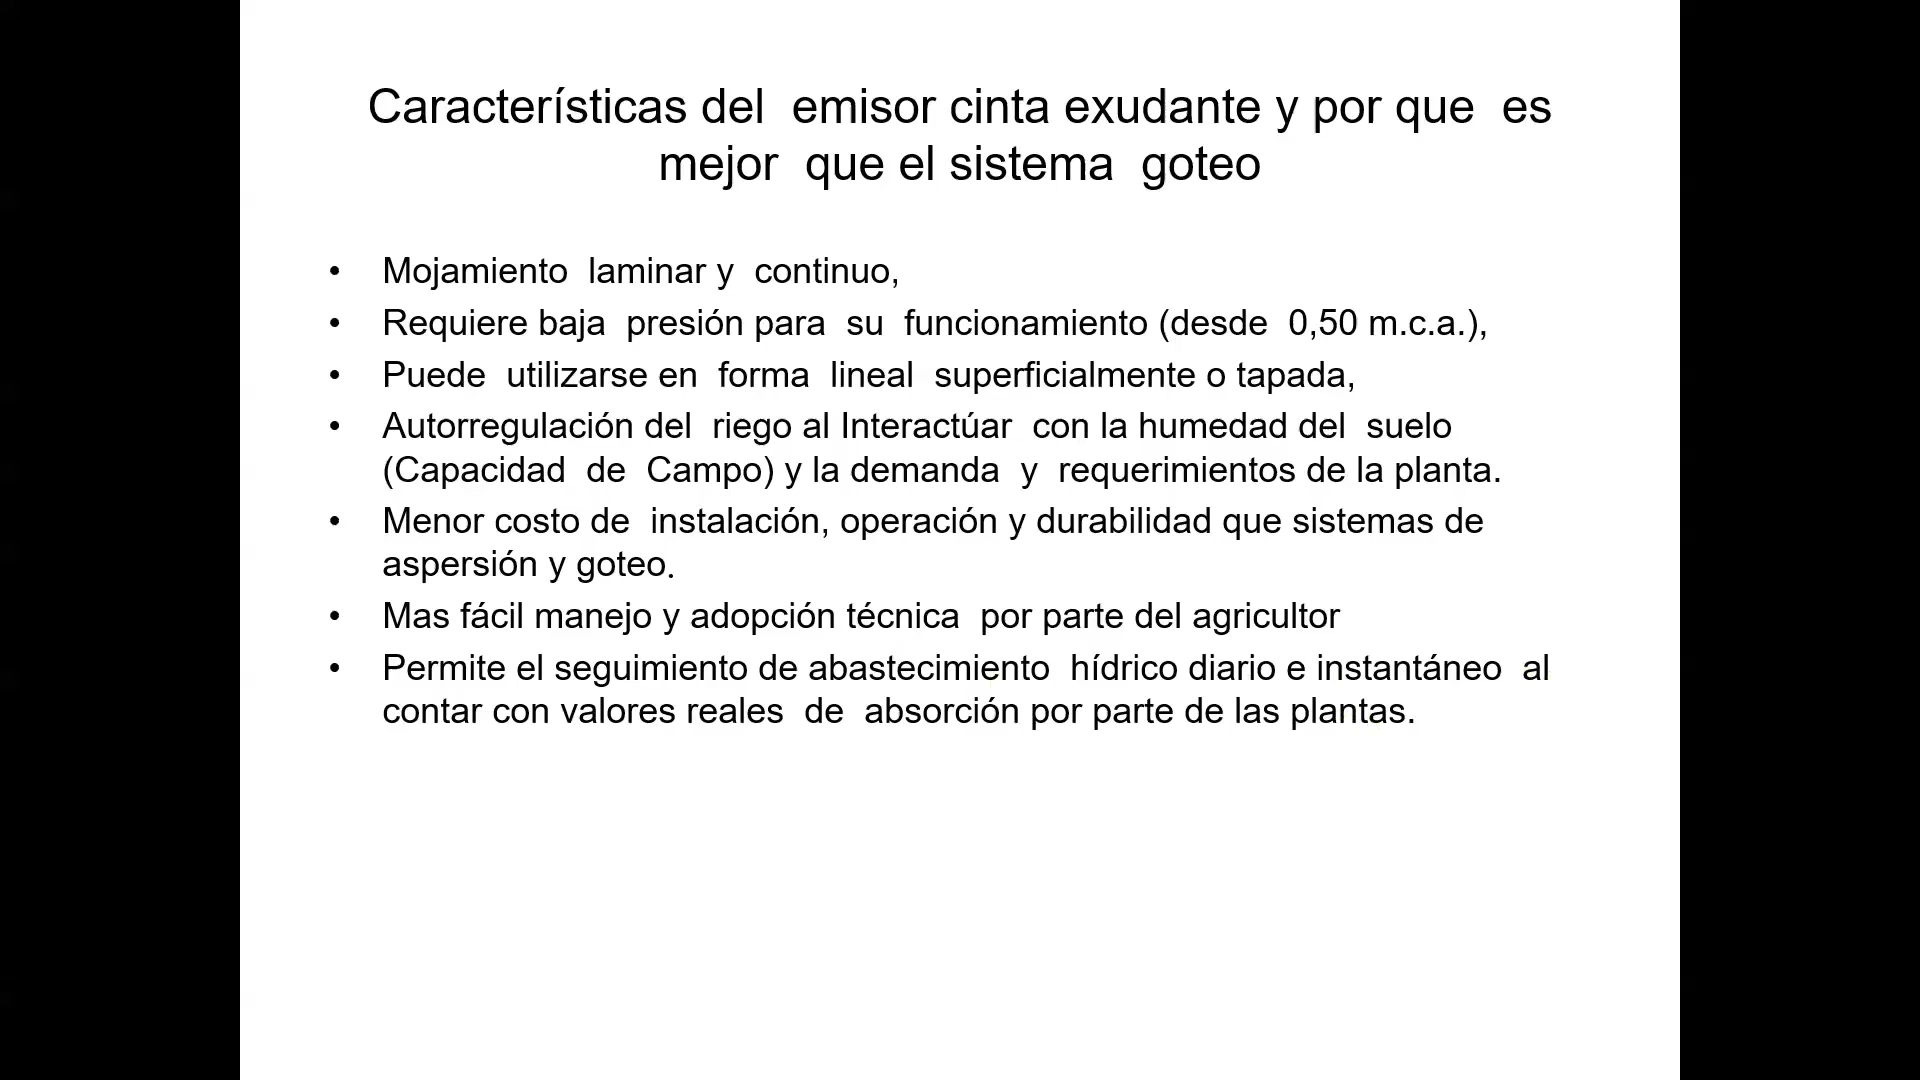 Características del  emisor cinta exudante y por que  es
mejor  que el sistema  goteo
• Mojamiento  laminar y  continuo,
• Requiere baja  presión para  su  funcionamiento (desde  0,50 m.c.a.),
• Puede  utilizarse en  forma  lineal  superficialmente o tapada,
• Autorregulación del  riego al Interactúar  con la humedad del  suelo
(Capacidad  de  Campo) y la demanda  y  requerimientos de la planta.
• Menor costo de  instalación, operación y durabilidad que sistemas de
aspersión y goteo.
• Mas fácil manejo y adopción técnica  por parte del agricultor
• Permite el seguimiento de abastecimiento  hídrico diario e instantáneo  al
contar con valores reales  de  absorción por parte de las plantas.